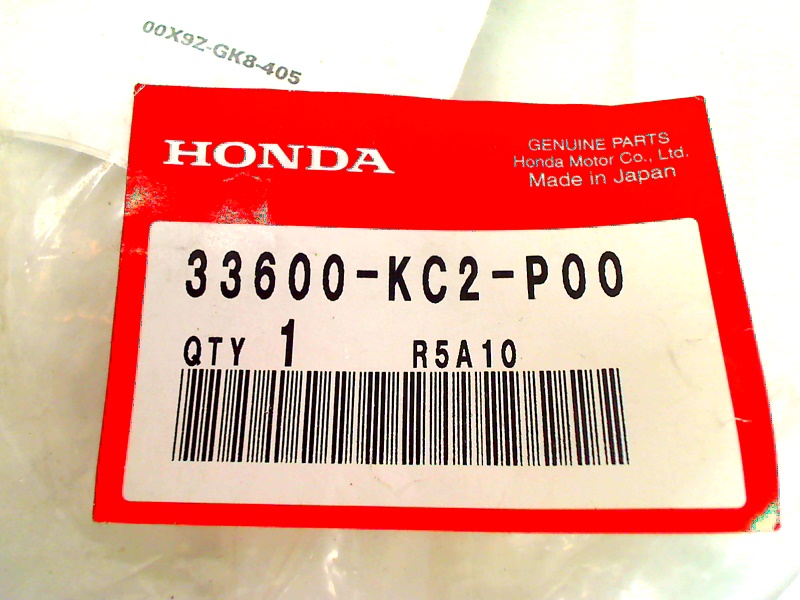 00X9Z-GK8-405
HONDA
GENUINE PARTS
Honda Motor Co., Ltd.
Made in Japan
33600-KC2-P00
QTY 1 R5A10